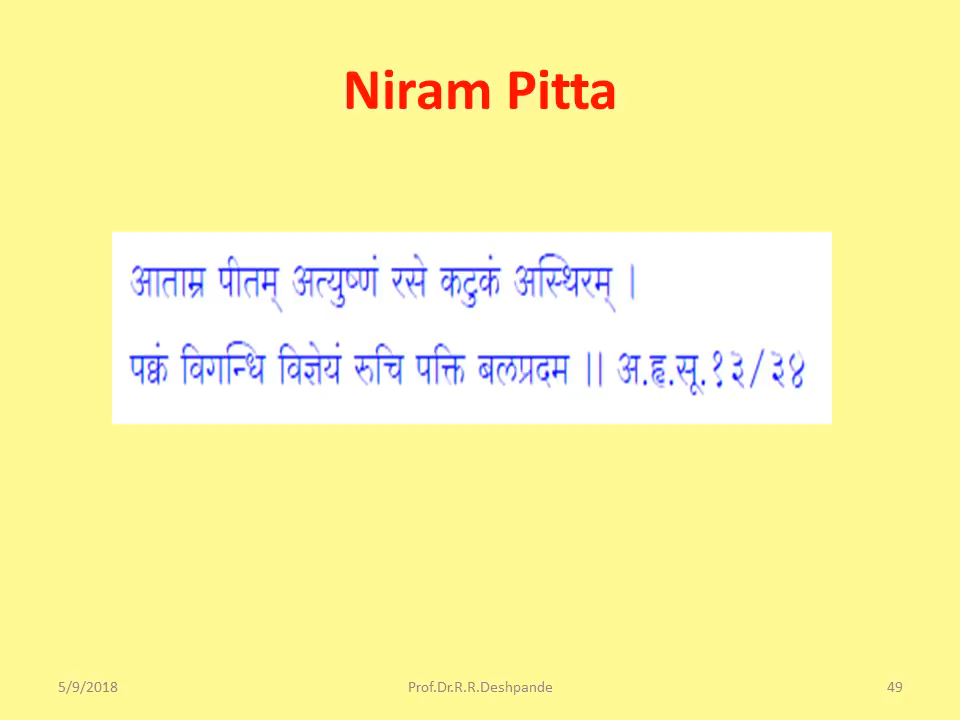 Niram Pitta
आताम्र पीतम् अत्युष्णं रसे कटुकं अस्थिरम् ।
पक्वं विगन्धि विज्ञेयं रुचि पक्ति बलप्रदम ।। अ.हृ.सू.१३/३४
5/9/2018
Prof.Dr.R.R.Deshpande
49